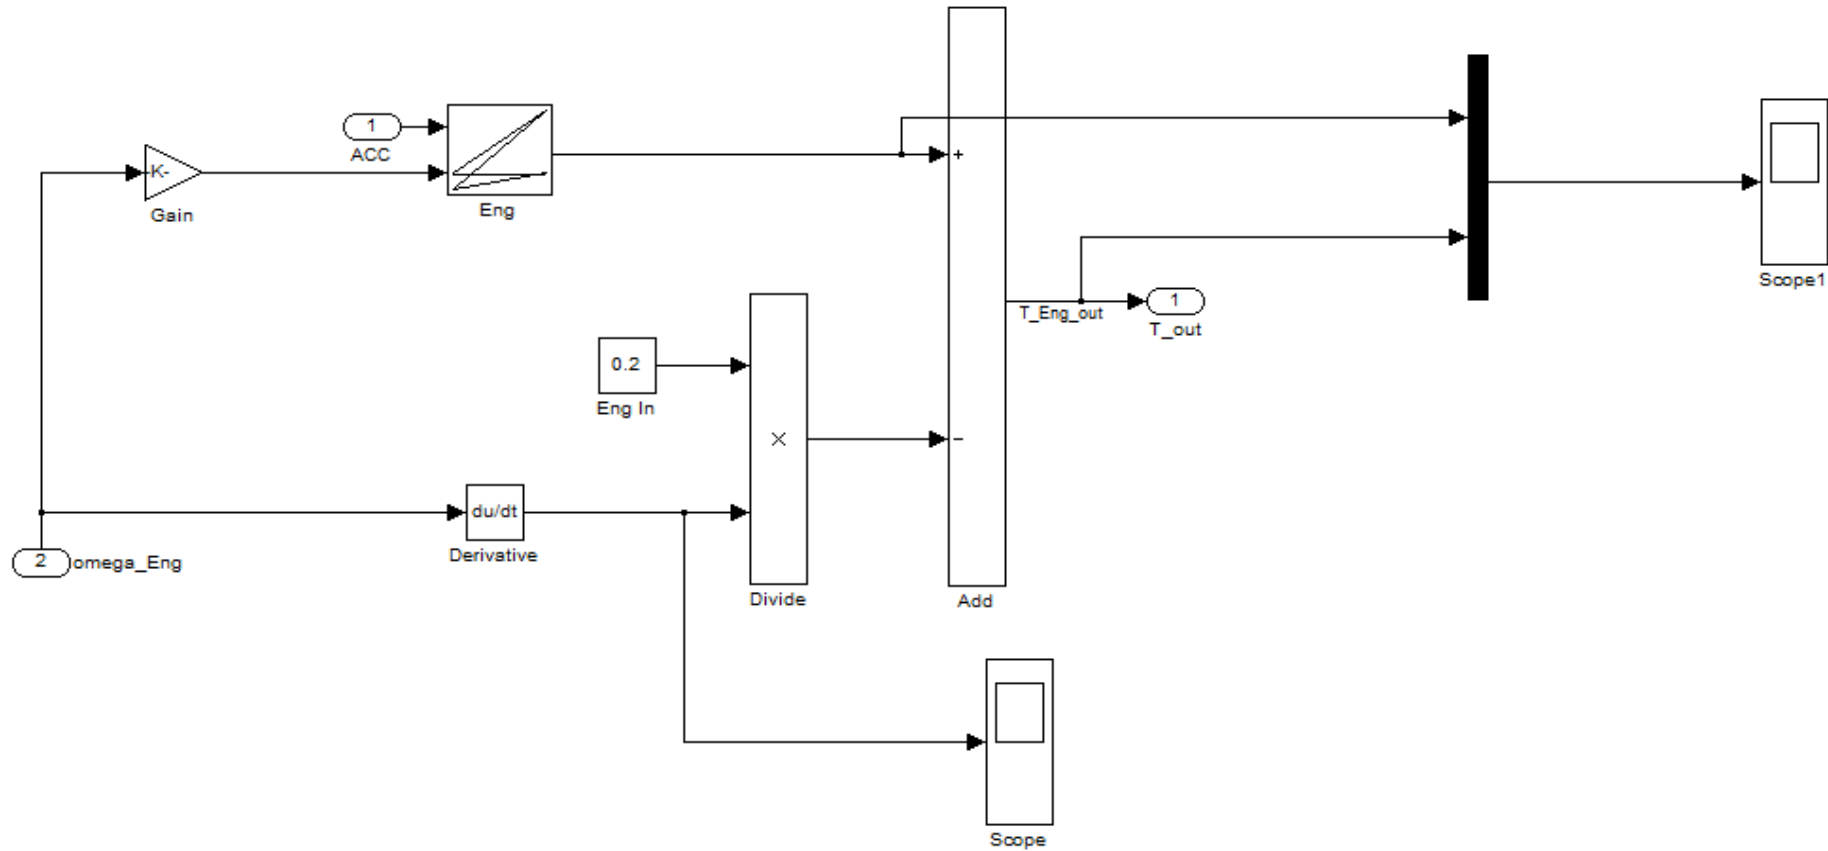 1
ACC
-K-
Gain
Eng
+
Scope1
T_Eng_out
1
T_out
0.2
Eng In
×
-
du/dt
Derivative
2
omega_Eng
Divide
Add
Scope